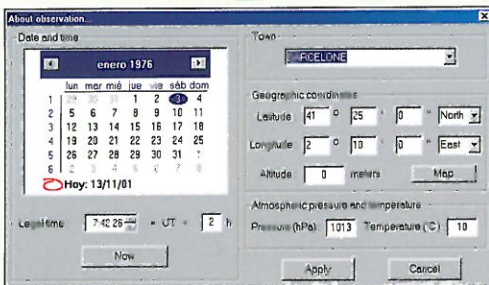 About observation...
Date and time
enero 1976
lun mar mié jue vie sáb dom
1 29 30 31 1 2 3 4
2 5 6 7 8 9 10 11
3 12 13 14 15 16 17 18
4 19 20 21 22 23 24 25
5 26 27 28 29 30 31 1
6 2 3 4 5 6 7 8
Hoy: 13/11/01
Legal time 7:42:26 = UT + 2 h
Now
Town
BARCELONE
Geographic coordinates
Latitude 41 ° 25 ' 0 " North
Longitude 2 ° 10 ' 0 " East
Altitude 0 meters Map
Atmospheric pressure and temperature
Pressure (hPa) 1013 Temperature (°C) 10
Apply Cancel